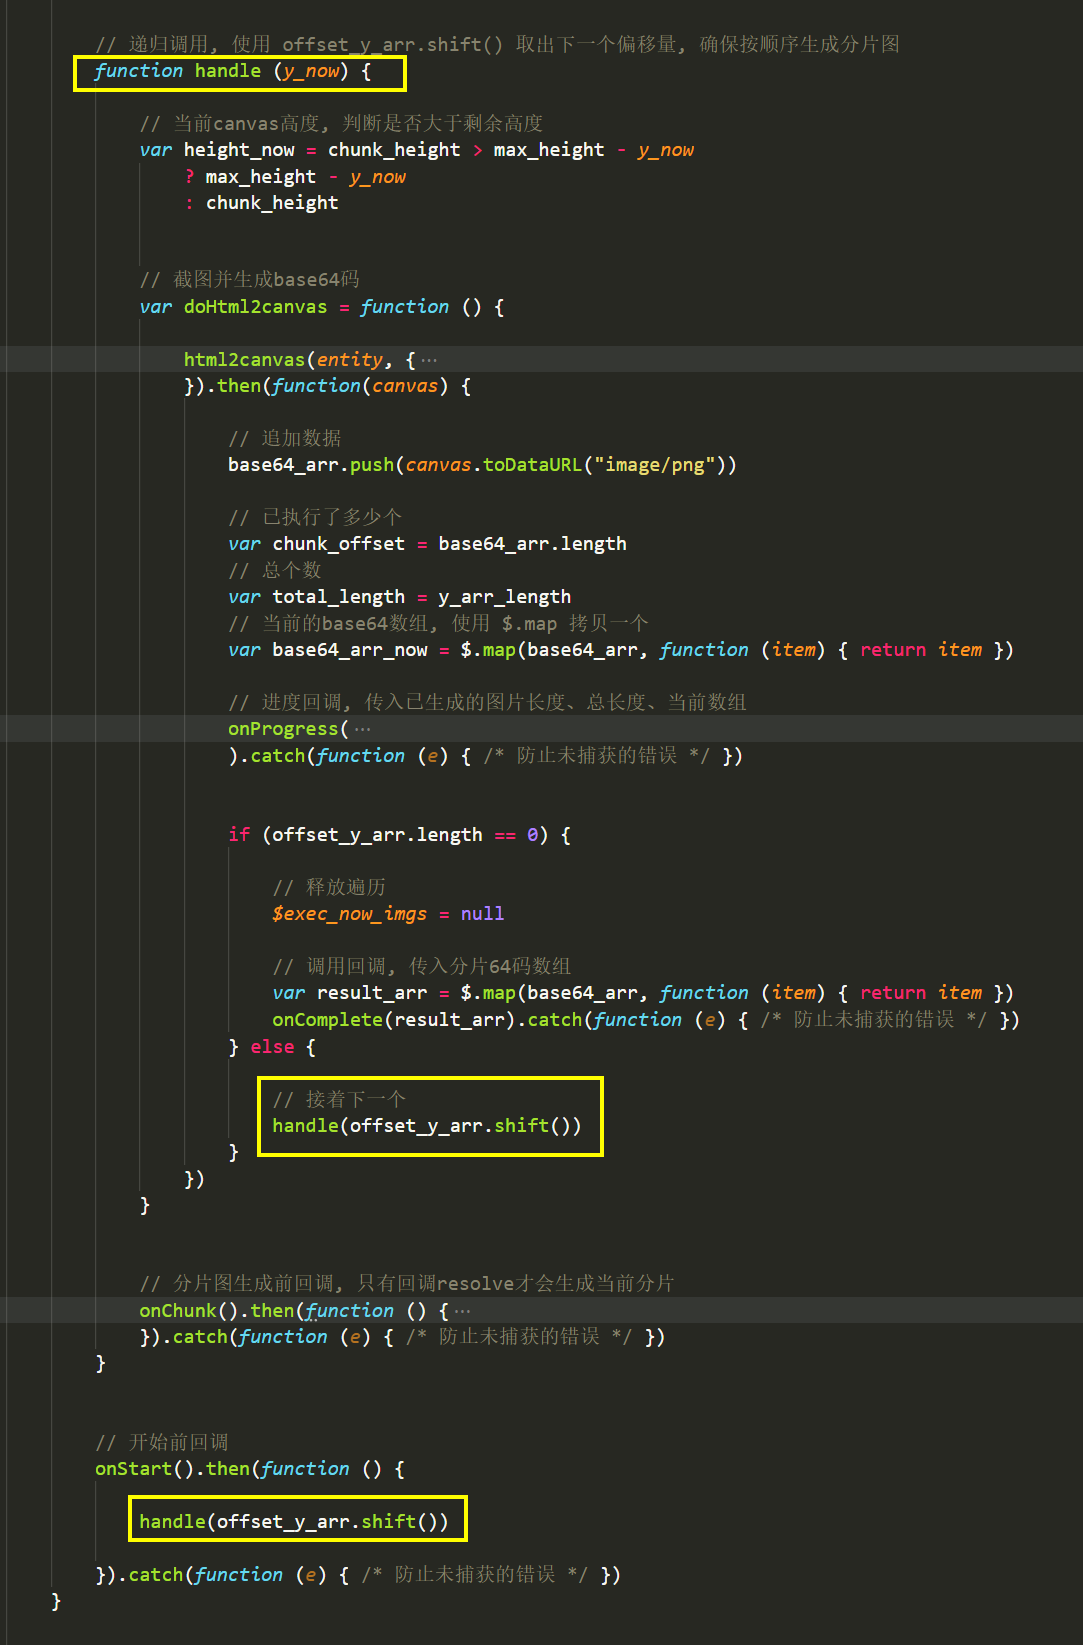 // 递归调用, 使用 offset_y_arr.shift() 取出下一个偏移量, 确保按顺序生成分片图
function handle (y_now) {
// 当前canvas高度, 判断是否大于剩余高度
var height_now = chunk_height > max_height - y_now
? max_height - y_now
: chunk_height
// 截图并生成base64码
var doHtml2canvas = function () {
html2canvas(entity, {···
}).then(function(canvas) {
// 追加数据
base64_arr.push(canvas.toDataURL("image/png"))
// 已执行了多少个
var chunk_offset = base64_arr.length
// 总个数
var total_length = y_arr_length
// 当前的base64数组, 使用 $.map 拷贝一个
var base64_arr_now = $.map(base64_arr, function (item) { return item })
// 进度回调, 传入已生成的图片长度、总长度、当前数组
onProgress(···
).catch(function (e) { /* 防止未捕获的错误 */ })
if (offset_y_arr.length == 0) {
// 释放遍历
$exec_now_imgs = null
// 调用回调, 传入分片64码数组
var result_arr = $.map(base64_arr, function (item) { return item })
onComplete(result_arr).catch(function (e) { /* 防止未捕获的错误 */ })
} else {
// 接着下一个
handle(offset_y_arr.shift())
}
})
}
// 分片图生成前回调, 只有回调resolve才会生成当前分片
onChunk().then(function () {···
}).catch(function (e) { /* 防止未捕获的错误 */ })
}
// 开始前回调
onStart().then(function () {
handle(offset_y_arr.shift())
}).catch(function (e) { /* 防止未捕获的错误 */ })
}